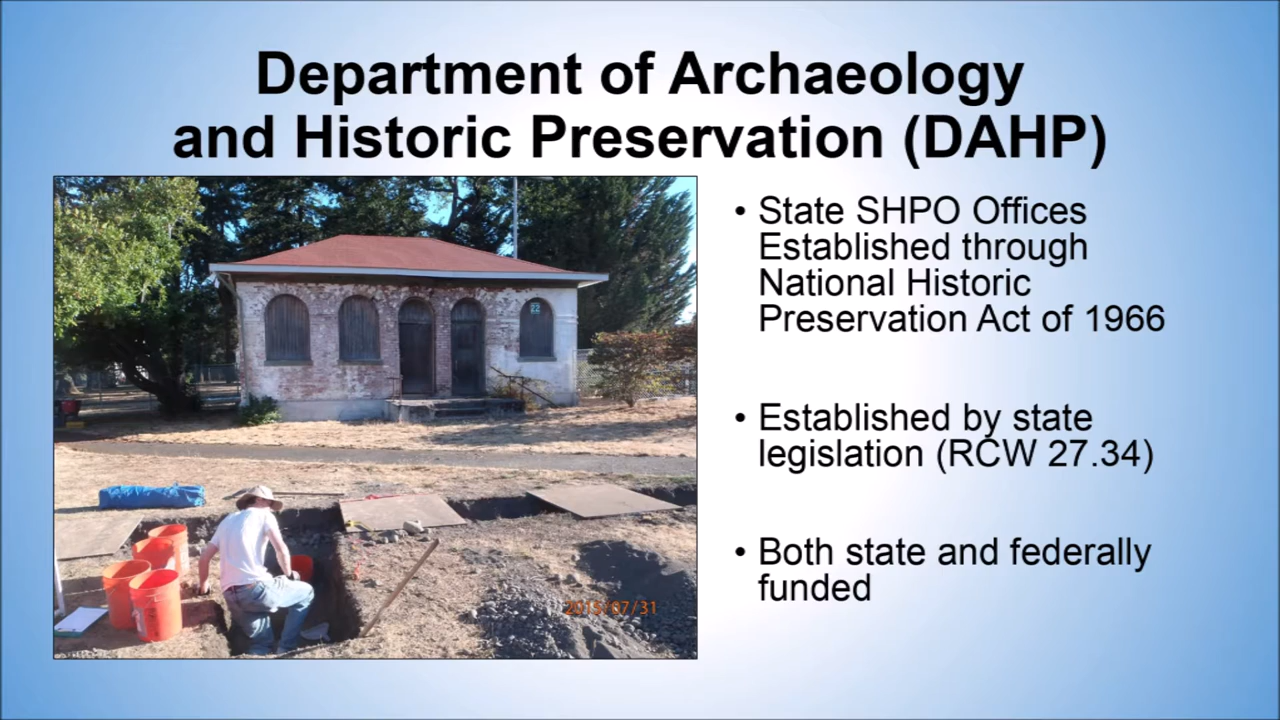 Department of Archaeology
and Historic Preservation (DAHP)
• State SHPO Offices
Established through
National Historic
Preservation Act of 1966
• Established by state
legislation (RCW 27.34)
• Both state and federally
funded
22
2015/07/31